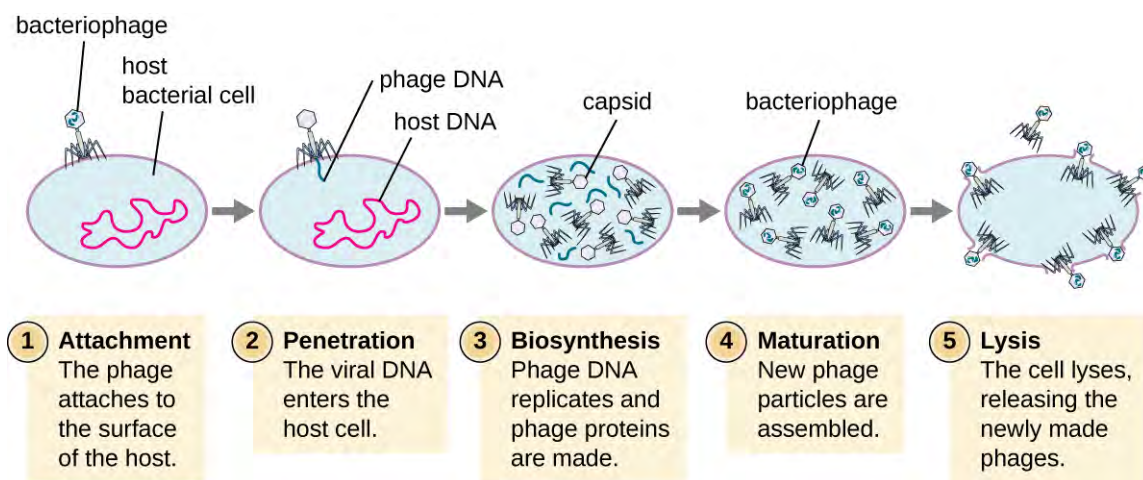 bacteriophage
host
bacterial cell
phage DNA
host DNA
capsid
bacteriophage
1 Attachment
The phage
attaches to
the surface
of the host.
2 Penetration
The viral DNA
enters the
host cell.
3 Biosynthesis
Phage DNA
replicates and
phage proteins
are made.
4 Maturation
New phage
particles are
assembled.
5 Lysis
The cell lyses,
releasing the
newly made
phages.